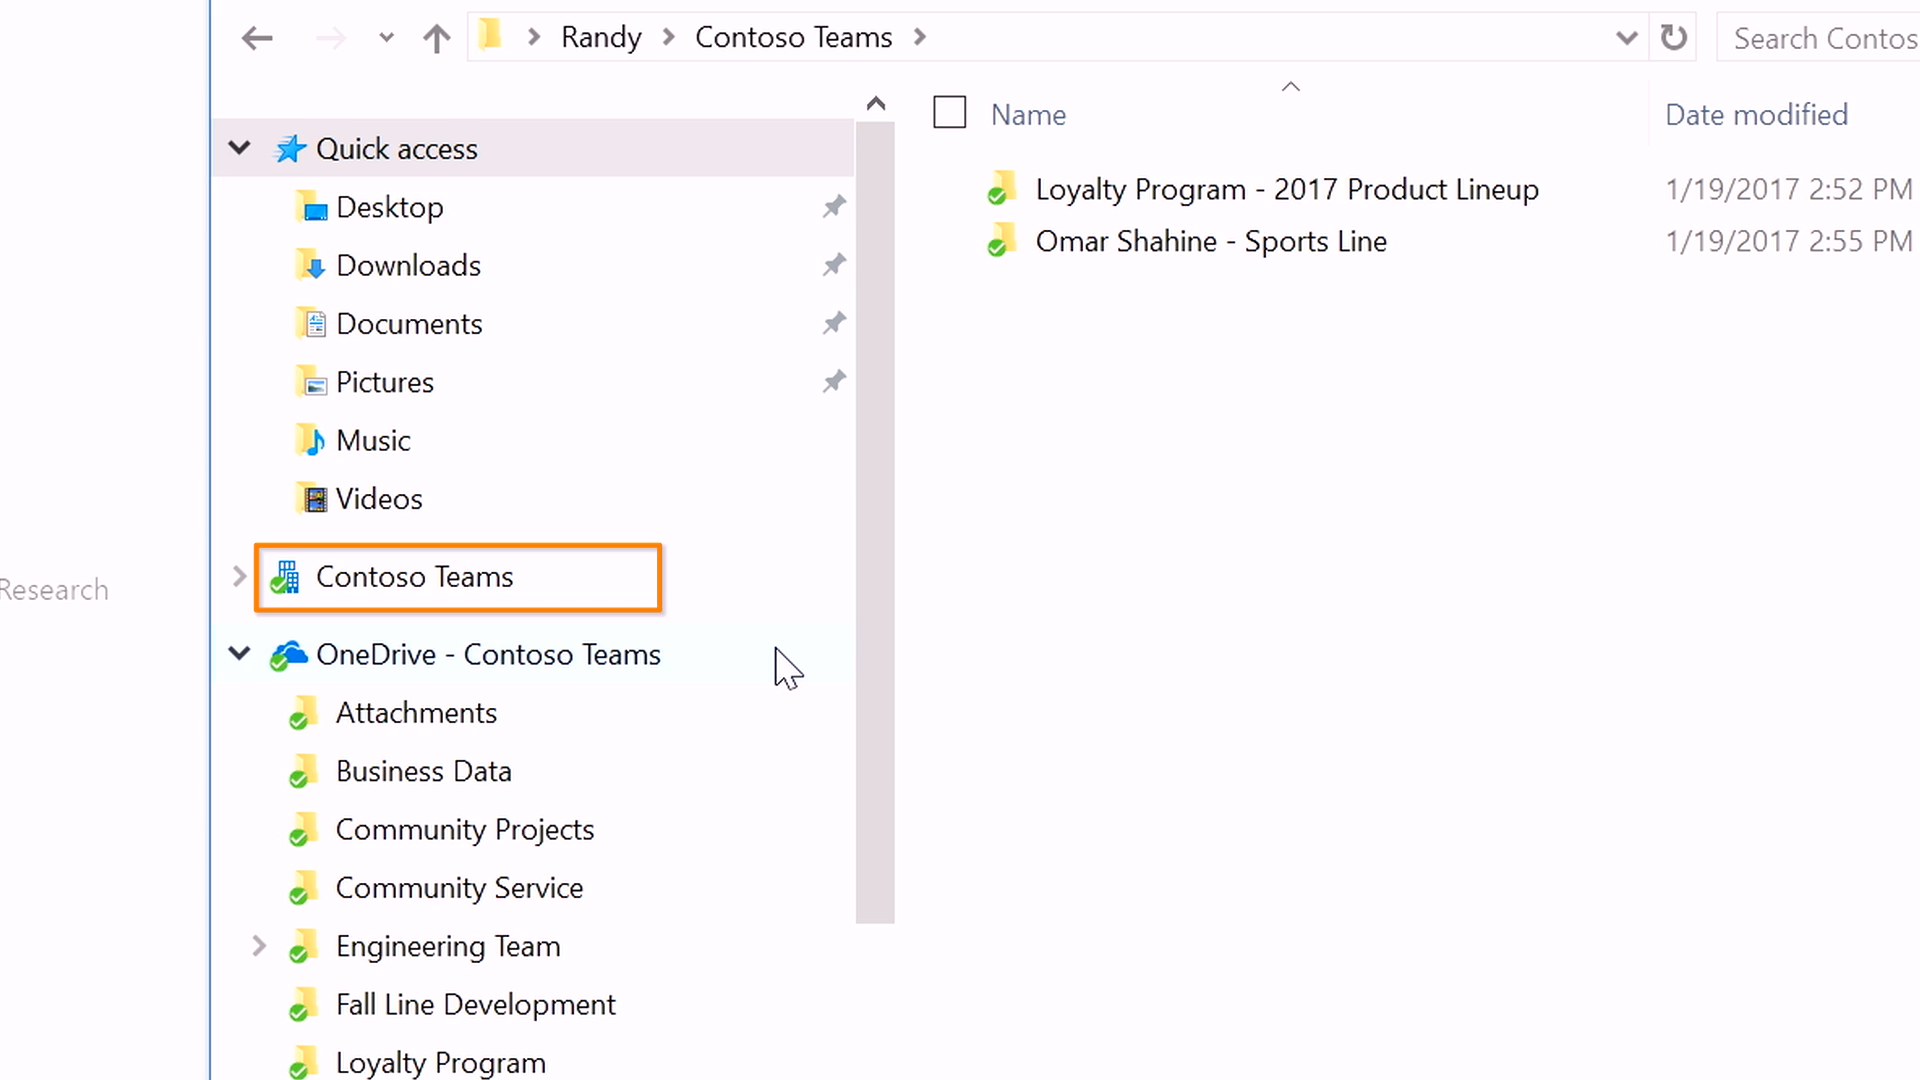 Randy
Contoso Teams
Search Contos
Name
Date modified
Quick access
Desktop
Downloads
Documents
Pictures
Music
Videos
Contoso Teams
OneDrive - Contoso Teams
Attachments
Business Data
Community Projects
Community Service
Engineering Team
Fall Line Development
Loyalty Program
Loyalty Program - 2017 Product Lineup
1/19/2017 2:52 PM
Omar Shahine - Sports Line
1/19/2017 2:55 PM
Research